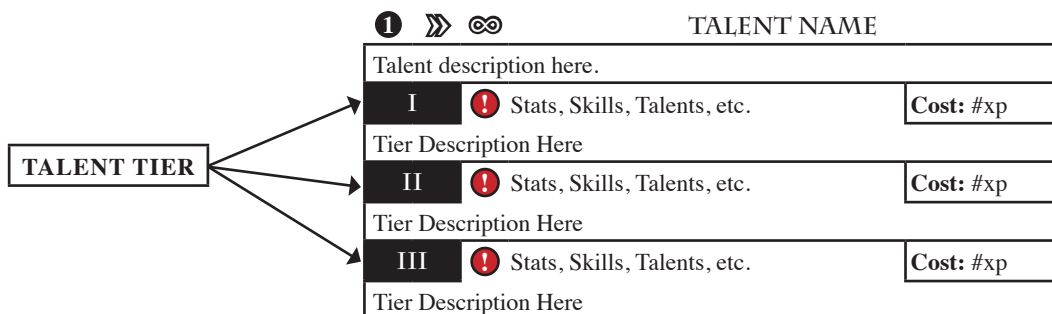 ❶ ⋙ ∞ TALENT NAME
Talent description here.
I ! Stats, Skills, Talents, etc. Cost: #xp
Tier Description Here
TALENT TIER
II ! Stats, Skills, Talents, etc. Cost: #xp
Tier Description Here
III ! Stats, Skills, Talents, etc. Cost: #xp
Tier Description Here